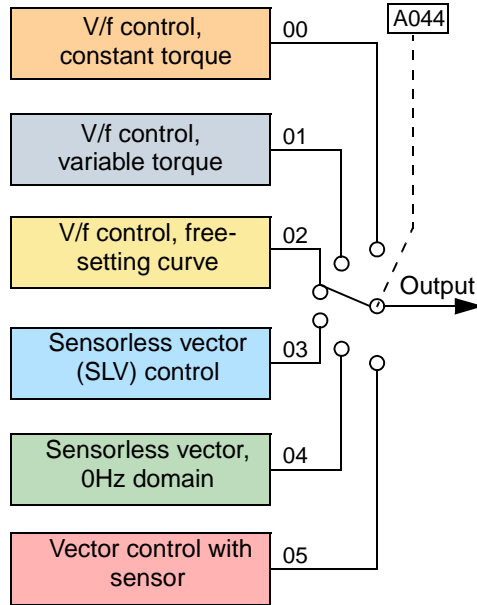 V/f control,
constant torque
00
A044
V/f control,
variable torque
01
V/f control, free-
setting curve
02
Output
Sensorless vector
(SLV) control
03
Sensorless vector,
0Hz domain
04
Vector control with
sensor
05